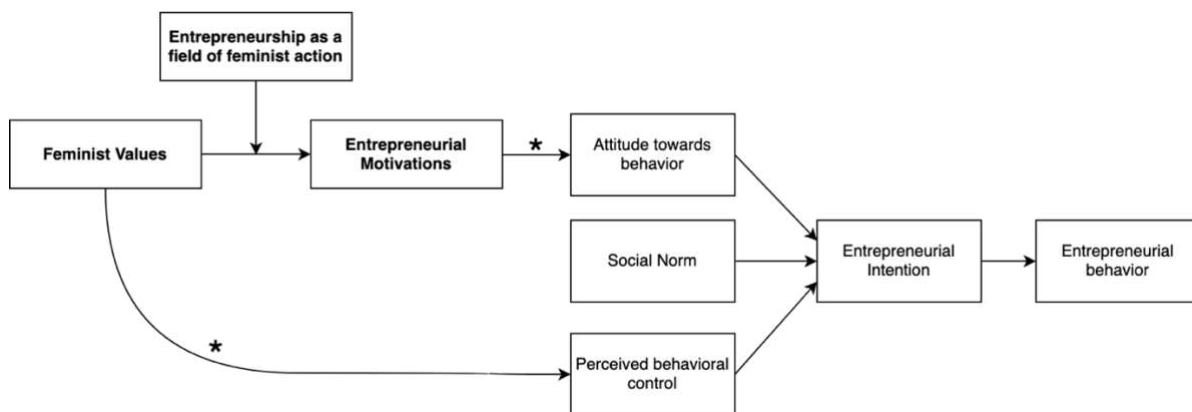 Entrepreneurship as a
field of feminist action
Feminist Values
Entrepreneurial
Motivations
*
Attitude towards
behavior
Social Norm
Entrepreneurial
Intention
Entrepreneurial
behavior
*
Perceived behavioral
control